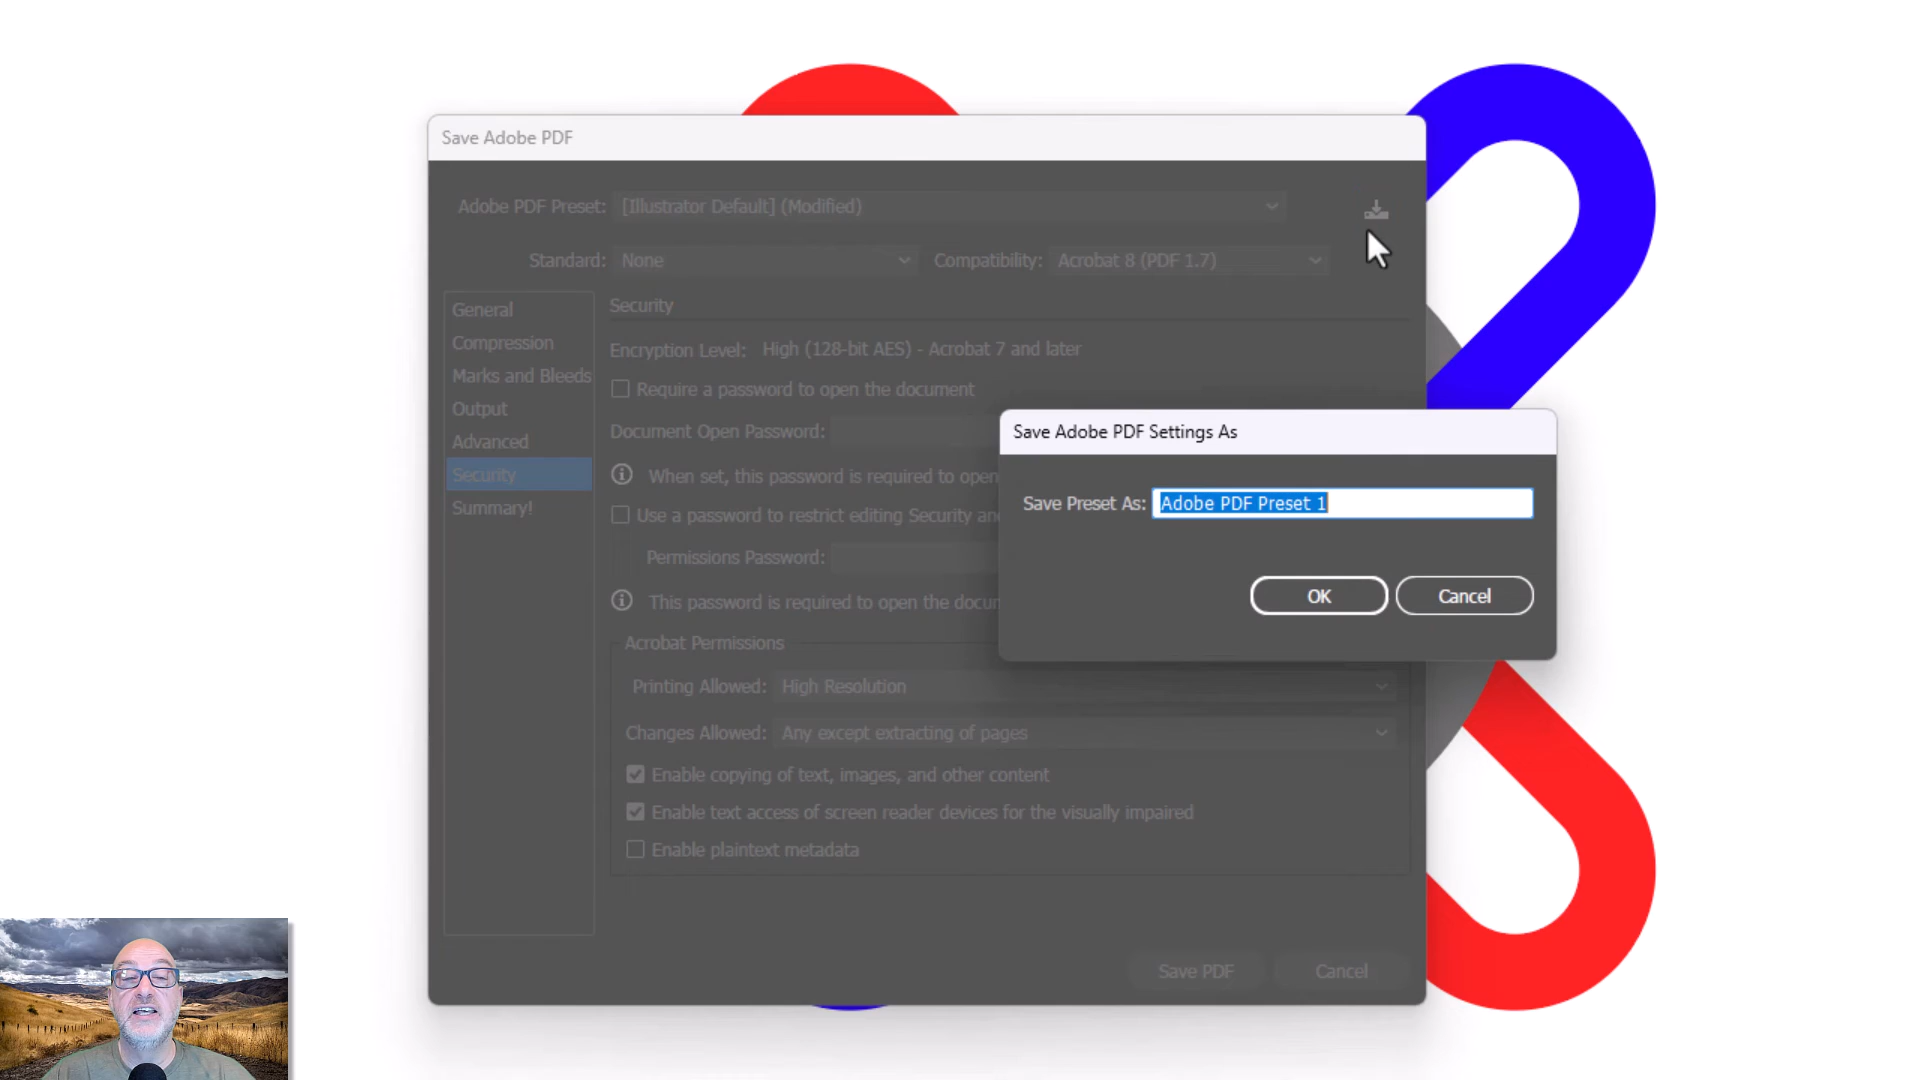 Save Adobe PDF
Adobe PDF Preset: [Illustrator Default] (Modified)
Standard: None Compatibility: Acrobat 8 (PDF 1.7)
General
Compression
Marks and Bleeds
Output
Advanced
Security
Summary!
Security
Encryption Level: High (128-bit AES) - Acrobat 7 and later
Require a password to open the document
Document Open Password:
When set, this password is required to open
Use a password to restrict editing Security and
Permissions Password:
This password is required to open the
Acrobat Permissions
Printing Allowed: High Resolution
Changes Allowed: Any except extracting of pages
Enable copying of text, images, and other content
Enable text access of screen reader devices for the visually impaired
Enable plaintext metadata
Save PDF Cancel
Save Adobe PDF Settings As
Save Preset As: Adobe PDF Preset 1
OK Cancel